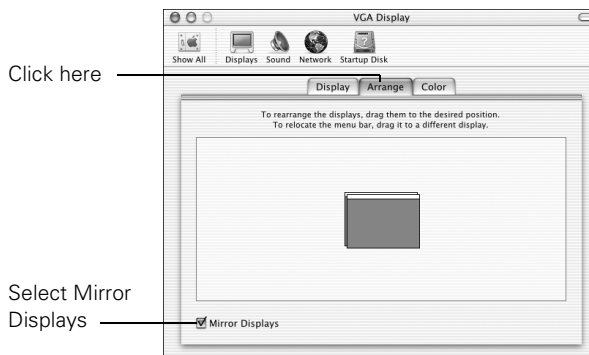 VGA Display
Show All Displays Sound Network Startup Disk
Click here
Display Arrange Color
To rearrange the displays, drag them to the desired position.
To relocate the menu bar, drag it to a different display.
Select Mirror
Displays
Mirror Displays